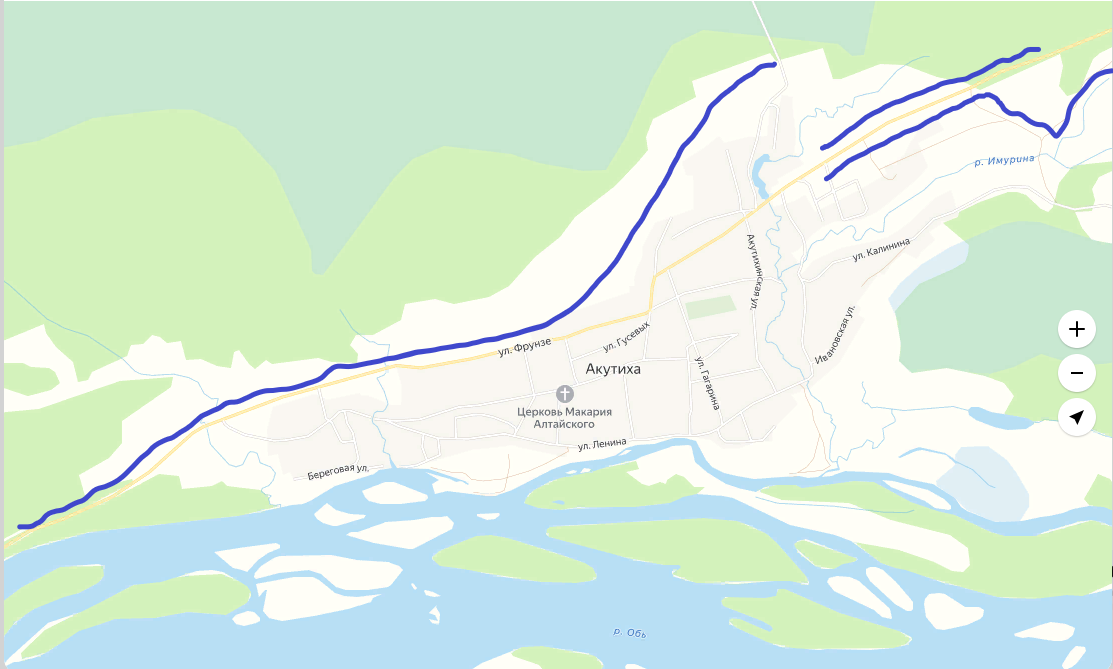 р. Имурина
ул. Калинина
Акутихинская ул.
Ивановская ул.
ул. Гусевых
ул. Фрунзе
Акутиха
ул. Гагарина
Церковь Макария
Алтайского
ул. Ленина
Береговая ул.
р. Обь